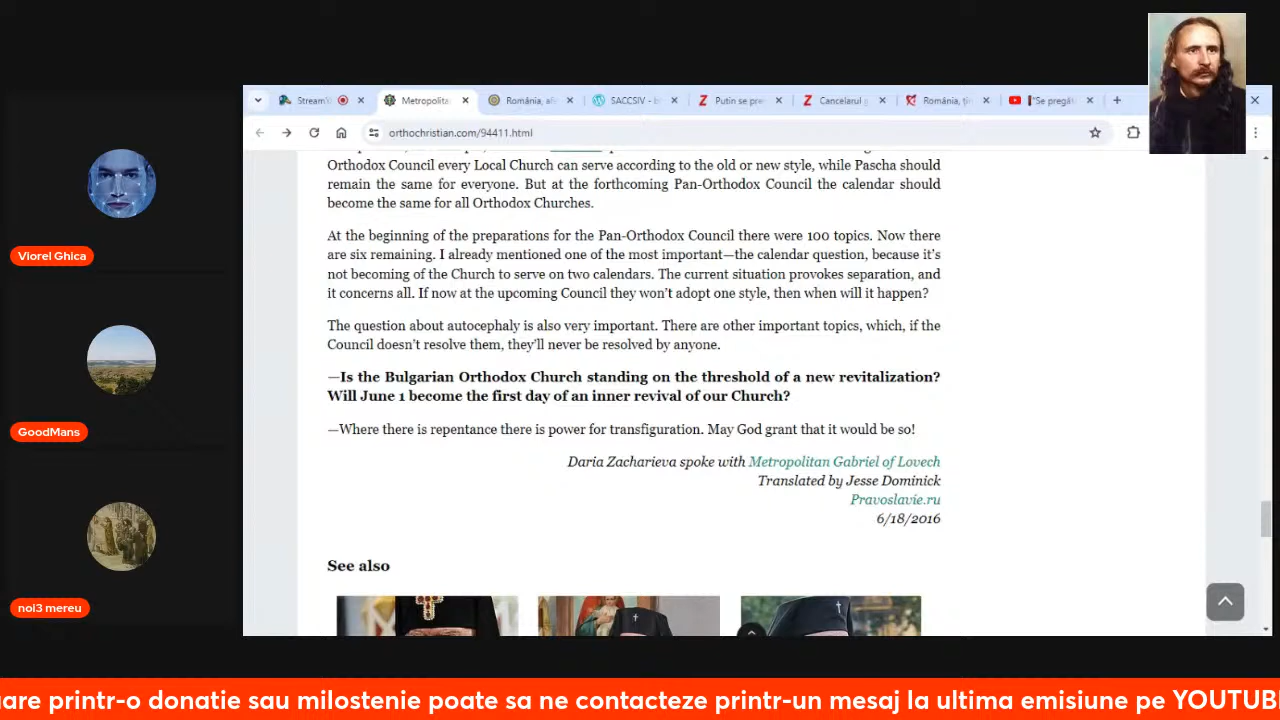 Stream'
Metropolita
România, afa
SACCSIV – b
Putin se pre
Cancelarul g
România, țin
"Se pregăt
orthochristian.com/94411.html
Orthodox Council every Local Church can serve according to the old or new style, while Pascha should
remain the same for everyone. But at the forthcoming Pan-Orthodox Council the calendar should
become the same for all Orthodox Churches.
At the beginning of the preparations for the Pan-Orthodox Council there were 100 topics. Now there
are six remaining. I already mentioned one of the most important—the calendar question, because it's
not becoming of the Church to serve on two calendars. The current situation provokes separation, and
it concerns all. If now at the upcoming Council they won't adopt one style, then when will it happen?
The question about autocephaly is also very important. There are other important topics, which, if the
Council doesn't resolve them, they'll never be resolved by anyone.
—Is the Bulgarian Orthodox Church standing on the threshold of a new revitalization?
Will June 1 become the first day of an inner revival of our Church?
—Where there is repentance there is power for transfiguration. May God grant that it would be so!
Daria Zacharieva spoke with Metropolitan Gabriel of Lovech
Translated by Jesse Dominick
Pravoslavie.ru
6/18/2016
See also
Viorel Ghica
GoodMans
noi3 mereu
are printr-o donatie sau milostenie poate sa ne contacteze printr-un mesaj la ultima emisiune pe YOUTUB